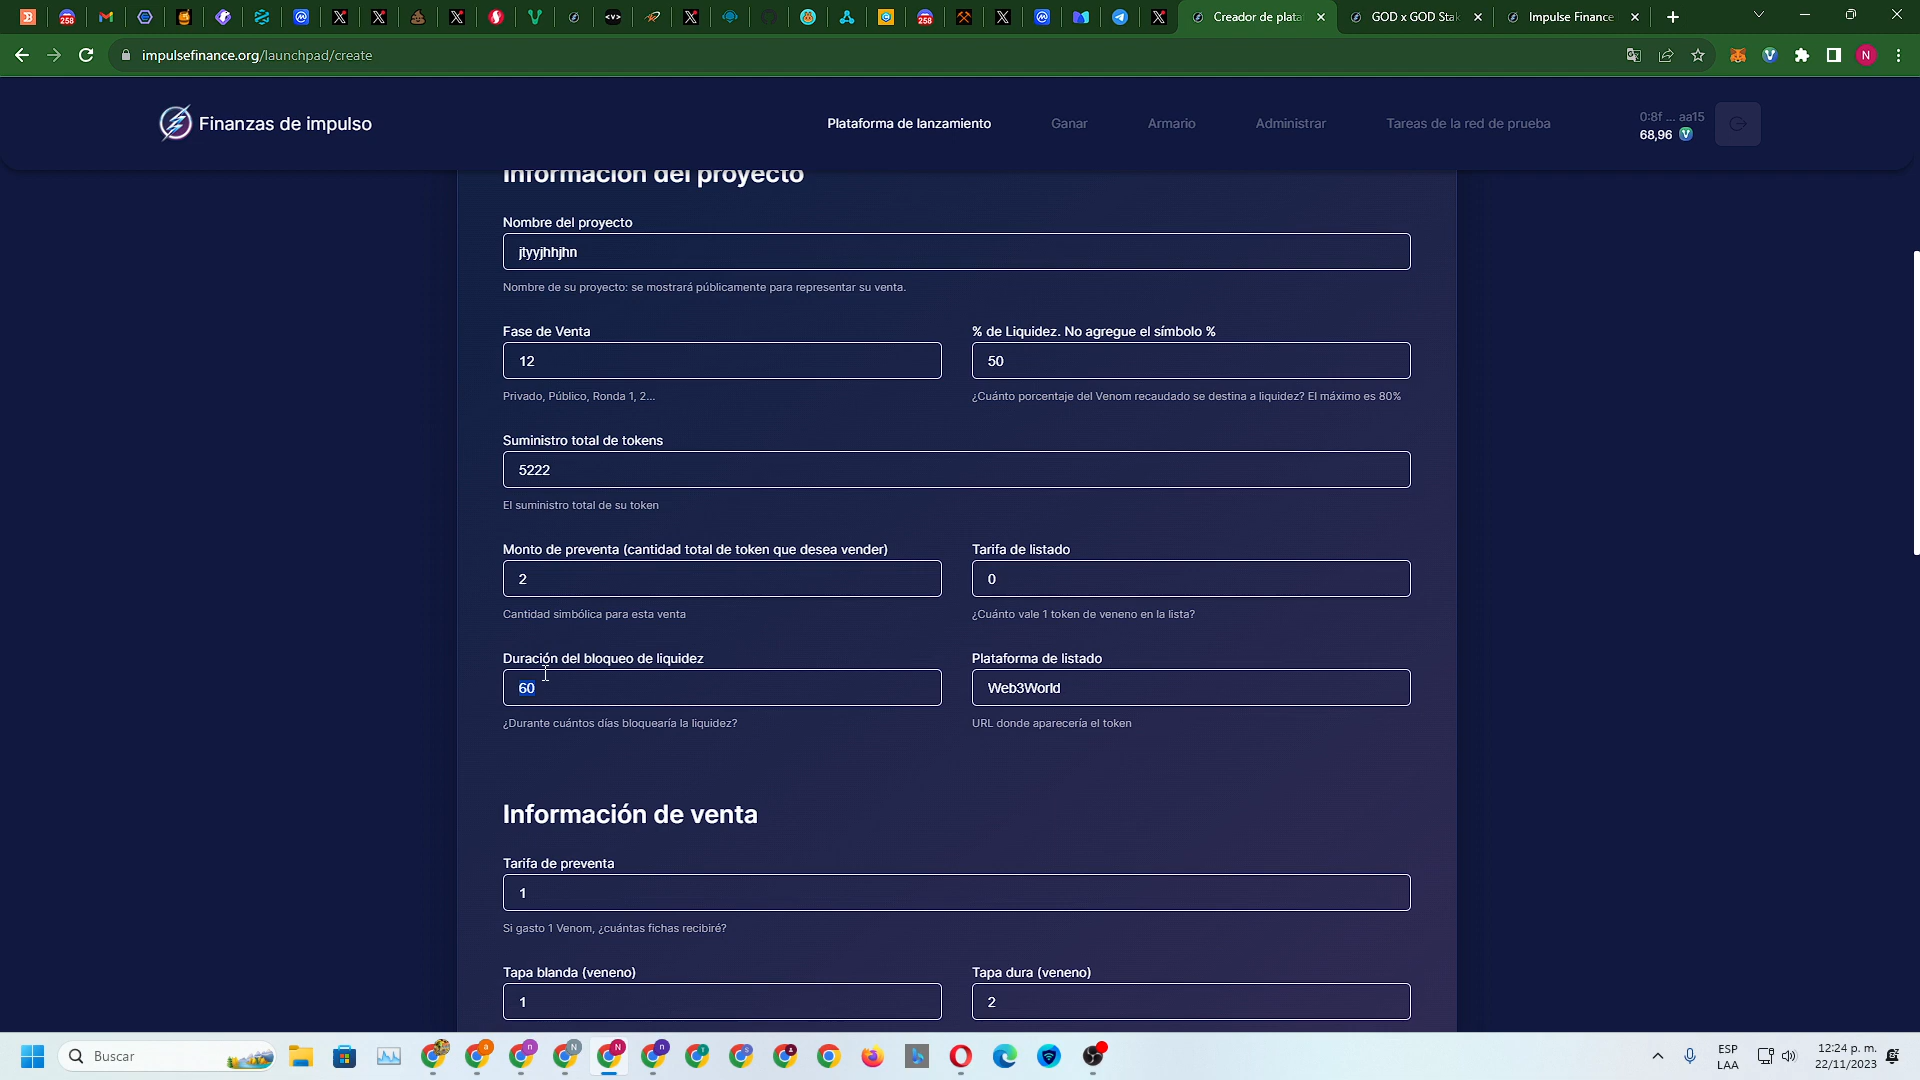 Creador de plata
GOD x GOD Stak
Impulse Finance
impulsefinance.org/launchpad/create
N
Finanzas de impulso
Plataforma de lanzamiento
Ganar
Armario
Administrar
Tareas de la red de prueba
0:8f ... aa15
68,96
Información del proyecto
Nombre del proyecto
jtyyjhhjhn
Nombre de su proyecto: se mostrará públicamente para representar su venta.
Fase de Venta
% de Liquidez. No agregue el símbolo %
12
50
Privado, Público, Ronda 1, 2...
¿Cuánto porcentaje del Venom recaudado se destina a liquidez? El máximo es 80%
Suministro total de tokens
5222
El suministro total de su token
Monto de preventa (cantidad total de token que desea vender)
Tarifa de listado
2
0
Cantidad simbólica para esta venta
¿Cuánto vale 1 token de veneno en la lista?
Duración del bloqueo de liquidez
Plataforma de listado
60
Web3World
¿Durante cuántos días bloquearía la liquidez?
URL donde aparecería el token
Información de venta
Tarifa de preventa
1
Si gasto 1 Venom, ¿cuántas fichas recibiré?
Tapa blanda (veneno)
Tapa dura (veneno)
1
2
Buscar
ESP
LAA
12:24 p. m.
22/11/2023